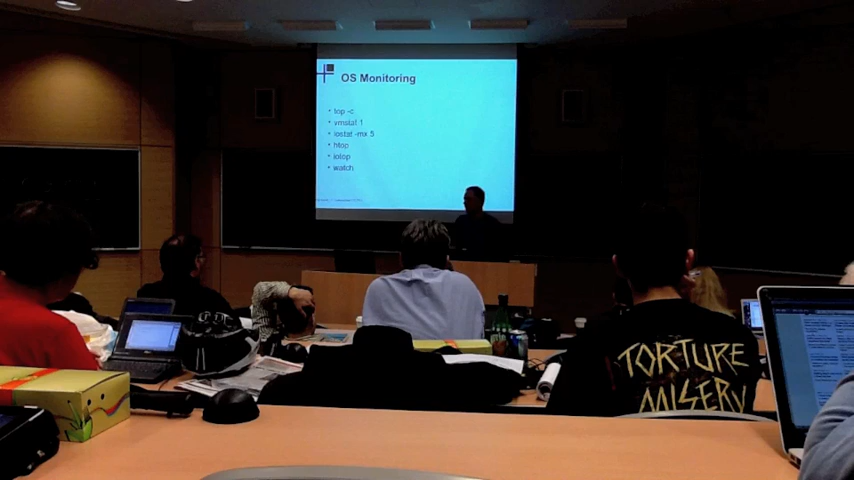 OS Monitoring
• top -c
• vmstat 1
• iostat -mx 5
• htop
• iotop
• watch
TORTURE
MISERY